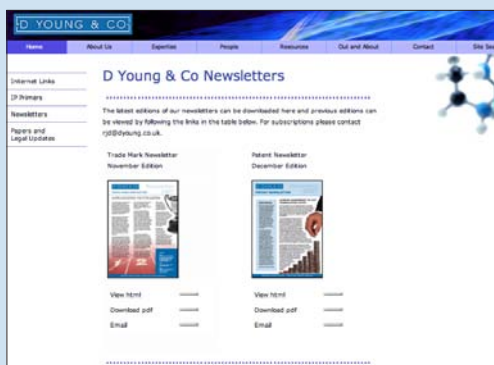 D YOUNG & CO
Home
About Us
Expertise
People
Resources
Out and About
Contact
Site Sea
Internet Links
IP Primers
Newsletters
Papers and
Legal Updates
D Young & Co Newsletters
The latest editions of our newsletters can be downloaded here and previous editions can
be viewed by following the links in the table below. For subscriptions please contact
rjd@dyoung.co.uk.
Trade Mark Newsletter
November Edition
View html
Download pdf
Email
Patent Newsletter
December Edition
View html
Download pdf
Email